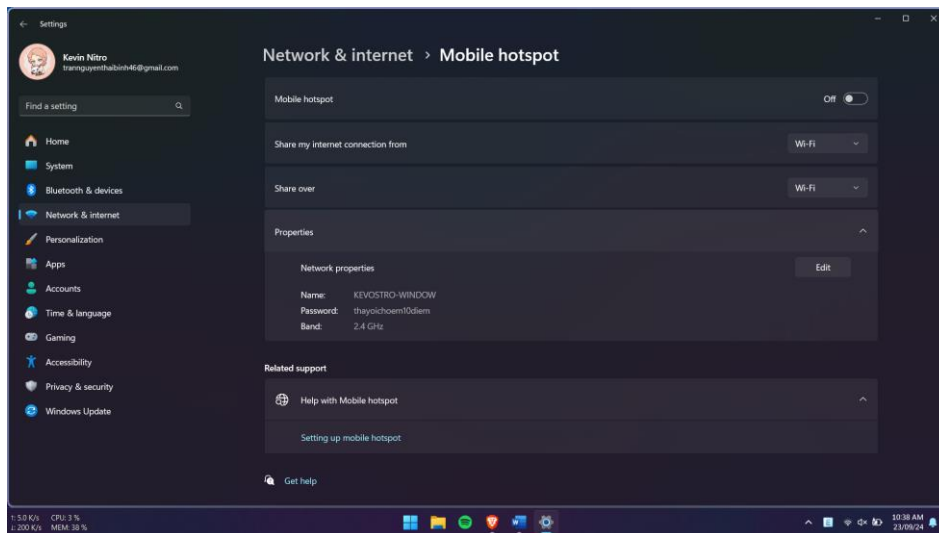 Settings
Kevin Nitro
trannguyenthaibinh46@gmail.com
Find a setting
Home
System
Bluetooth & devices
Network & internet
Personalization
Apps
Accounts
Time & language
Gaming
Accessibility
Privacy & security
Windows Update
Network & internet > Mobile hotspot
Mobile hotspot Off
Share my internet connection from Wi-Fi
Share over Wi-Fi
Properties
Network properties Edit
Name: KEVOSTRO-WINDOW
Password: thayoichoem10diem
Band: 2.4 GHz
Related support
Help with Mobile hotspot
Setting up mobile hotspot
Get help
↑: 5.0 K/s CPU: 3 %
↓: 200 K/s MEM: 38 %
10:38 AM
23/09/24